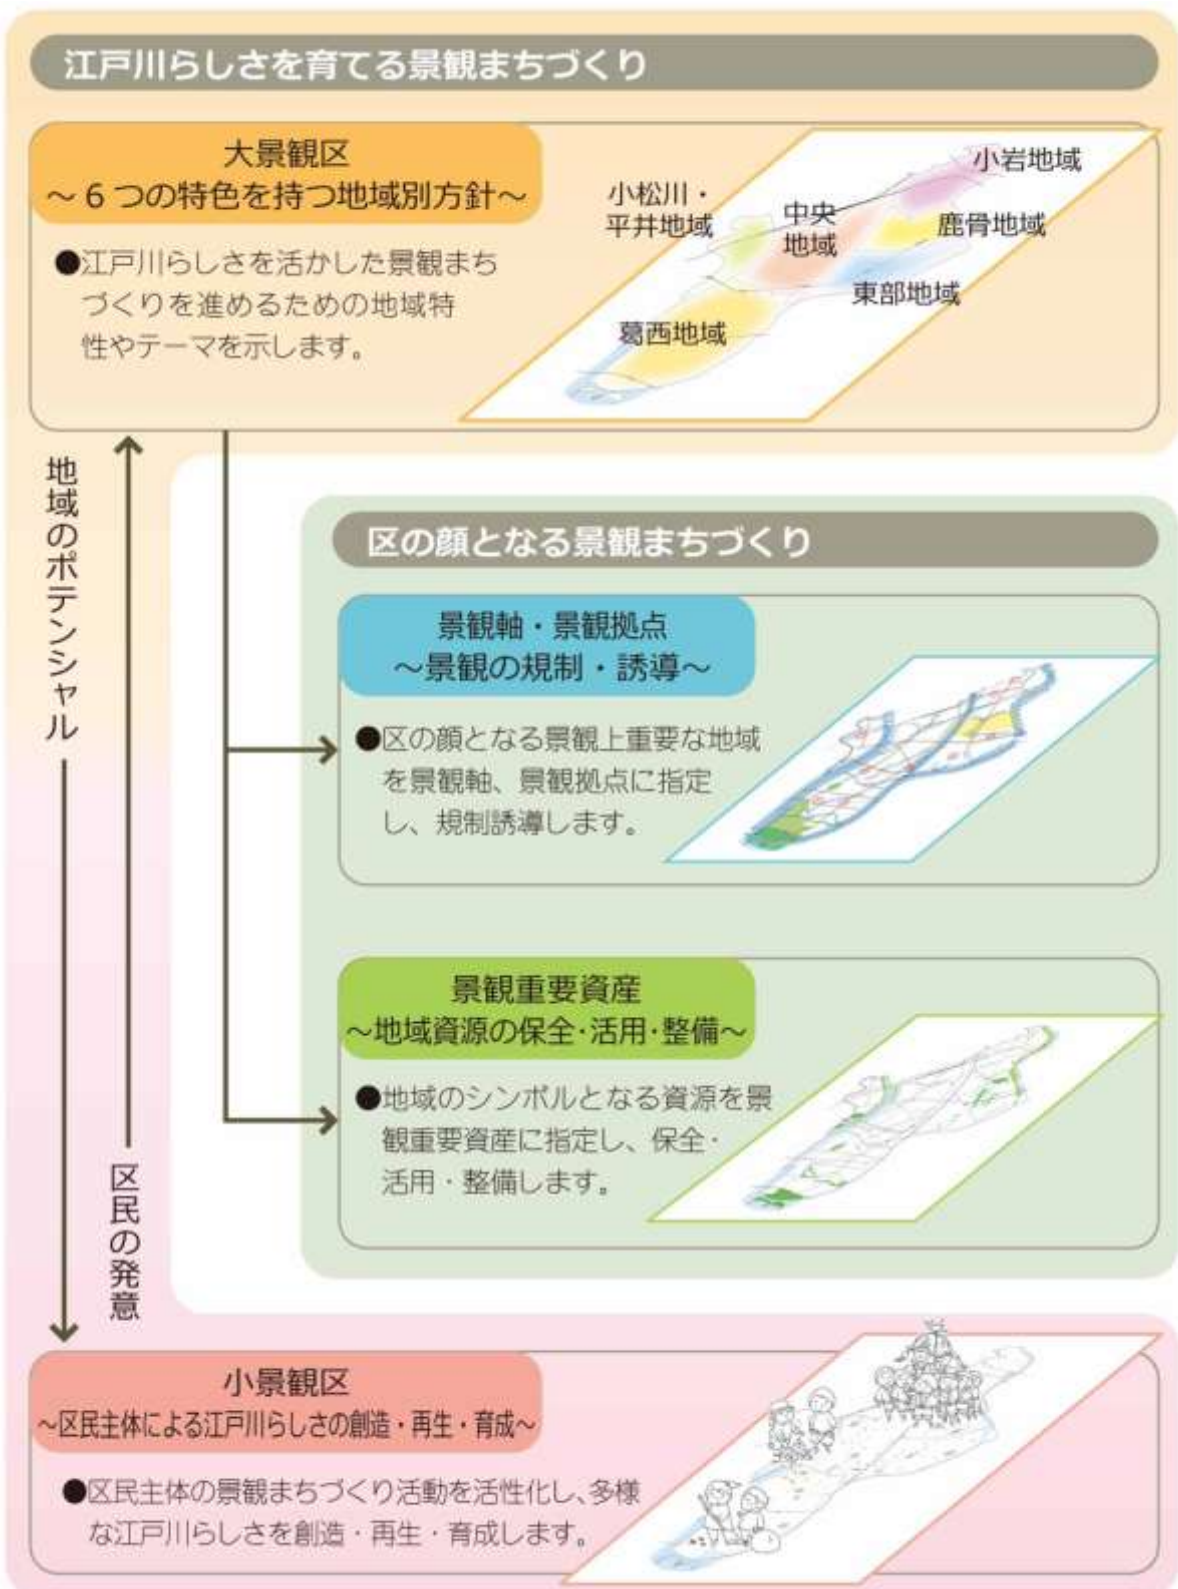 江戸川らしさを育てる景観まちづくり
大景観区
～6つの特色を持つ地域別方針～
●江戸川らしさを活かした景観まち
づくりを進めるための地域特
性やテーマを示します。
小岩地域
小松川・
平井地域
中央
地域
鹿骨地域
東部地域
葛西地域
地域のポテンシャル
区民の発意
区の顔となる景観まちづくり
景観軸・景観拠点
～景観の規制・誘導～
●区の顔となる景観上重要な地域
を景観軸、景観拠点に指定
し、規制誘導します。
景観重要資産
～地域資源の保全・活用・整備～
●地域のシンボルとなる資源を景
観重要資産に指定し、保全・
活用・整備します。
小景観区
～区民主体による江戸川らしさの創造・再生・育成～
●区民主体の景観まちづくり活動を活性化し、多様
な江戸川らしさを創造・再生・育成します。